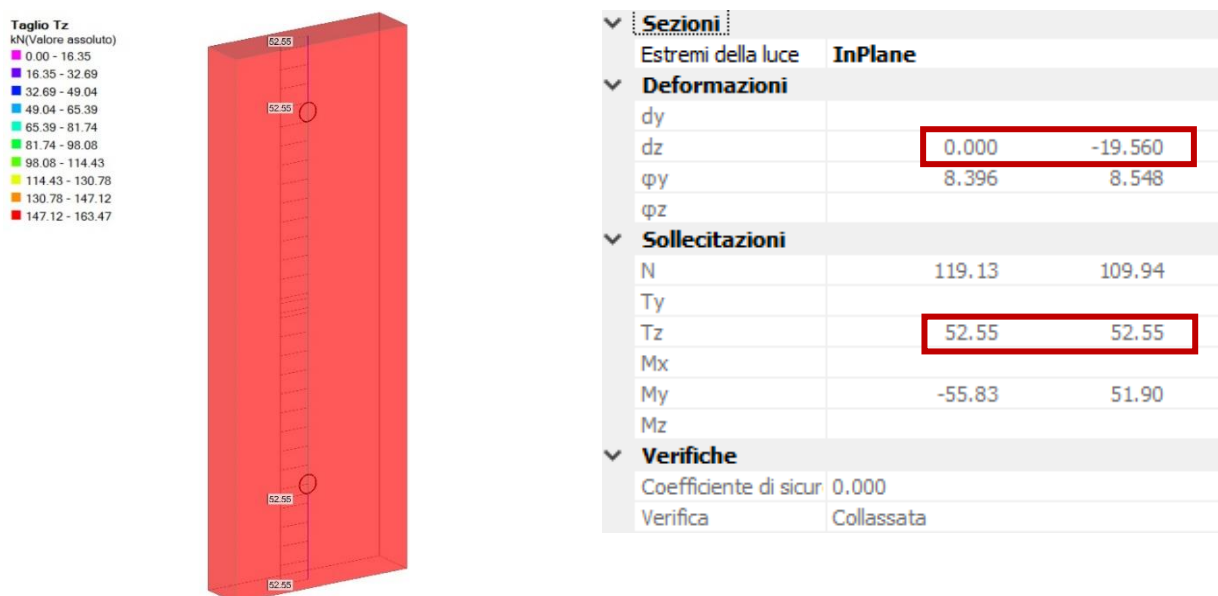 Taglio Tz
kN(Valore assoluto)
0.00 - 16.35
16.35 - 32.69
32.69 - 49.04
49.04 - 65.39
65.39 - 81.74
81.74 - 98.08
98.08 - 114.43
114.43 - 130.78
130.78 - 147.12
147.12 - 163.47
52.55
52.55
52.55
52.55
Sezioni
Estremi della luce InPlane
Deformazioni
dy
dz 0.000 -19.560
φy 8.396 8.548
φz
Sollecitazioni
N 119.13 109.94
Ty
Tz 52.55 52.55
Mx
My -55.83 51.90
Mz
Verifiche
Coefficiente di sicur 0.000
Verifica Collassata